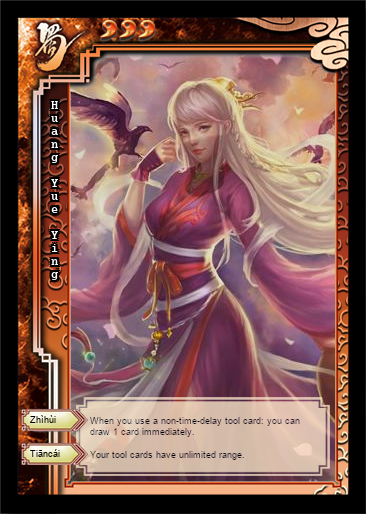 蜀
Huang Yue Ying
Zhìhùi
When you use a non-time-delay tool card: you can
draw 1 card immediately.
Tiāncái
Your tool cards have unlimited range.